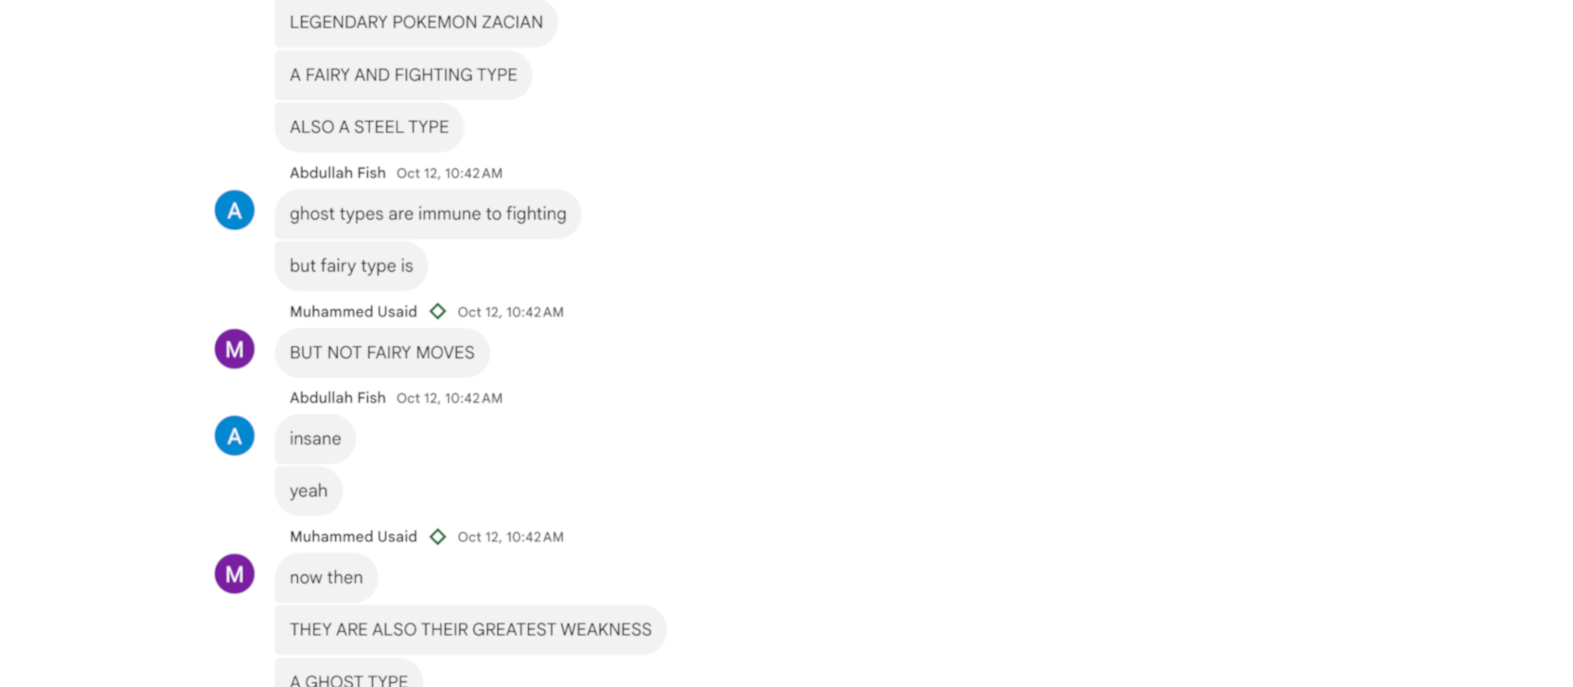 LEGENDARY POKEMON ZACIAN
A FAIRY AND FIGHTING TYPE
ALSO A STEEL TYPE
Abdullah Fish Oct 12, 10:42 AM
A
ghost types are immune to fighting
but fairy type is
Muhammed Usaid Oct 12, 10:42 AM
M
BUT NOT FAIRY MOVES
Abdullah Fish Oct 12, 10:42 AM
A
insane
yeah
Muhammed Usaid Oct 12, 10:42 AM
M
now then
THEY ARE ALSO THEIR GREATEST WEAKNESS
A GHOST TYPE